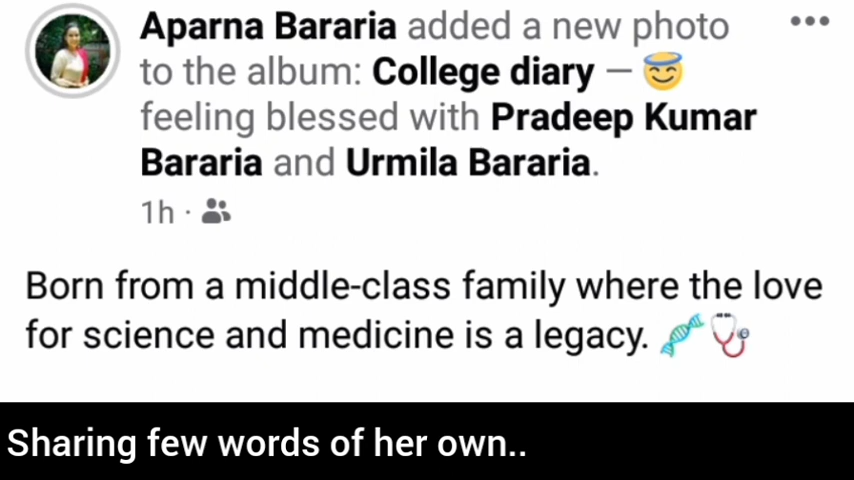 Aparna Bararia added a new photo
to the album: College diary — 😇
feeling blessed with Pradeep Kumar
Bararia and Urmila Bararia.
1h ·
Born from a middle-class family where the love
for science and medicine is a legacy. 🧬🩺
Sharing few words of her own..